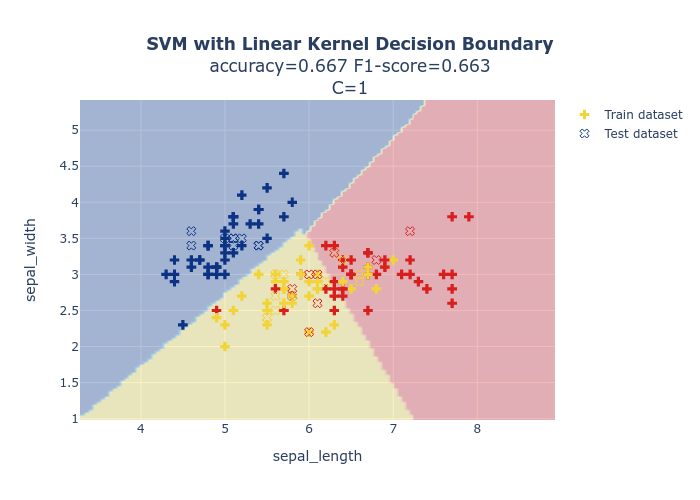 SVM with Linear Kernel Decision Boundary
accuracy=0.667 F1-score=0.663
C=1
Train dataset
Test dataset
sepal_width
5
4.5
4
3.5
3
2.5
2
1.5
1
4
5
6
7
8
sepal_length